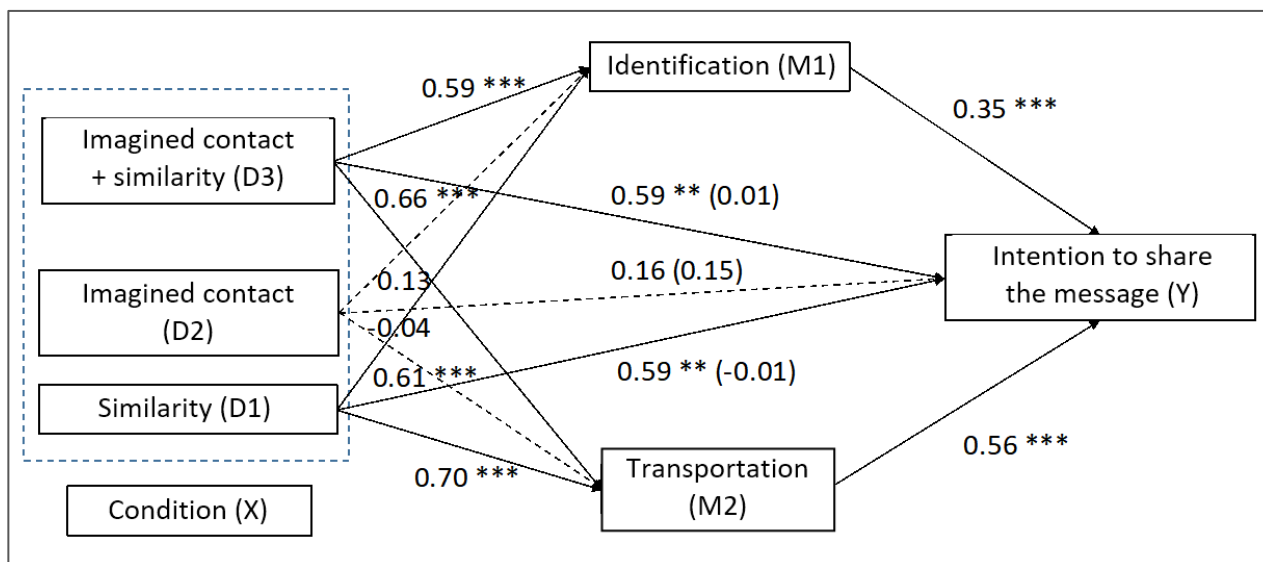 Identification (M1)
0.59 ***
0.35 ***
Imagined contact
+ similarity (D3)
0.66 ***
0.59 ** (0.01)
Intention to share
the message (Y)
0.13
0.16 (0.15)
Imagined contact
(D2)
-0.04
0.61 ***
0.59 ** (-0.01)
Similarity (D1)
0.70 ***
Transportation
(M2)
0.56 ***
Condition (X)